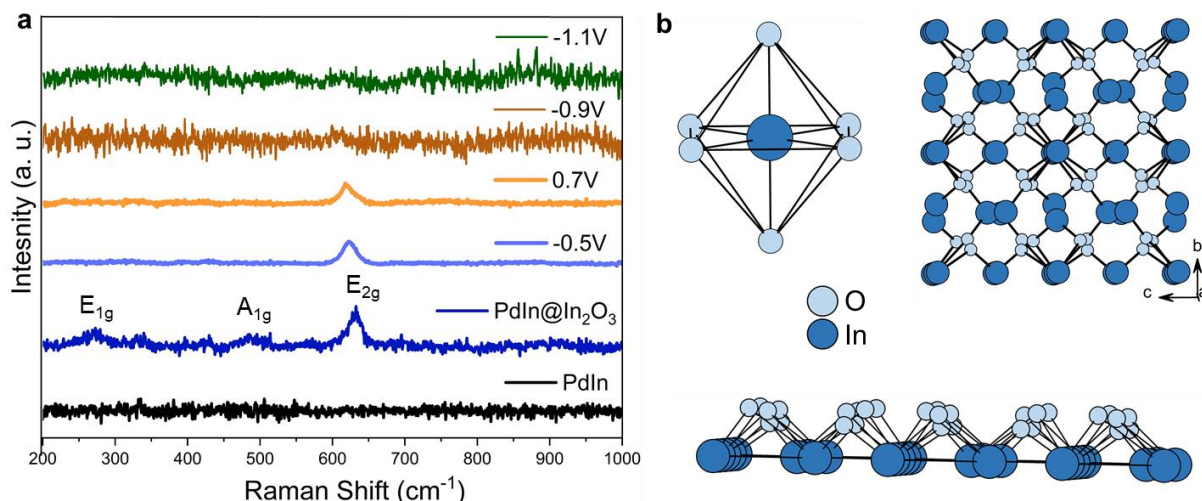 a
-1.1V
-0.9V
0.7V
-0.5V
E1g
A1g
E2g
PdIn@In2O3
PdIn
Intesnity (a. u.)
200 300 400 500 600 700 800 900 1000
Raman Shift (cm-1)
b
O
In
b
c
a